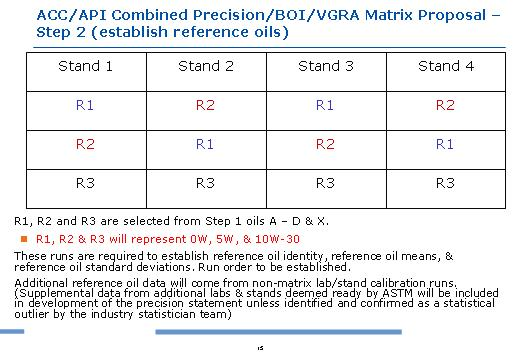 ACC/API Combined Precision/BOI/VGRA Matrix Proposal –
Step 2 (establish reference oils)
Stand 1 Stand 2 Stand 3 Stand 4
R1 R2 R1 R2
R2 R1 R2 R1
R3 R3 R3 R3
R1, R2 and R3 are selected from Step 1 oils A – D & X.
R1, R2 & R3 will represent 0W, 5W, & 10W-30
These runs are required to establish reference oil identity, reference oil means, &
reference oil standard deviations. Run order to be established.
Additional reference oil data will come from non-matrix lab/stand calibration runs.
(Supplemental data from additional labs & stands deemed ready by ASTM will be included
in development of the precision statement unless identified and confirmed as a statistical
outlier by the industry statistician team)